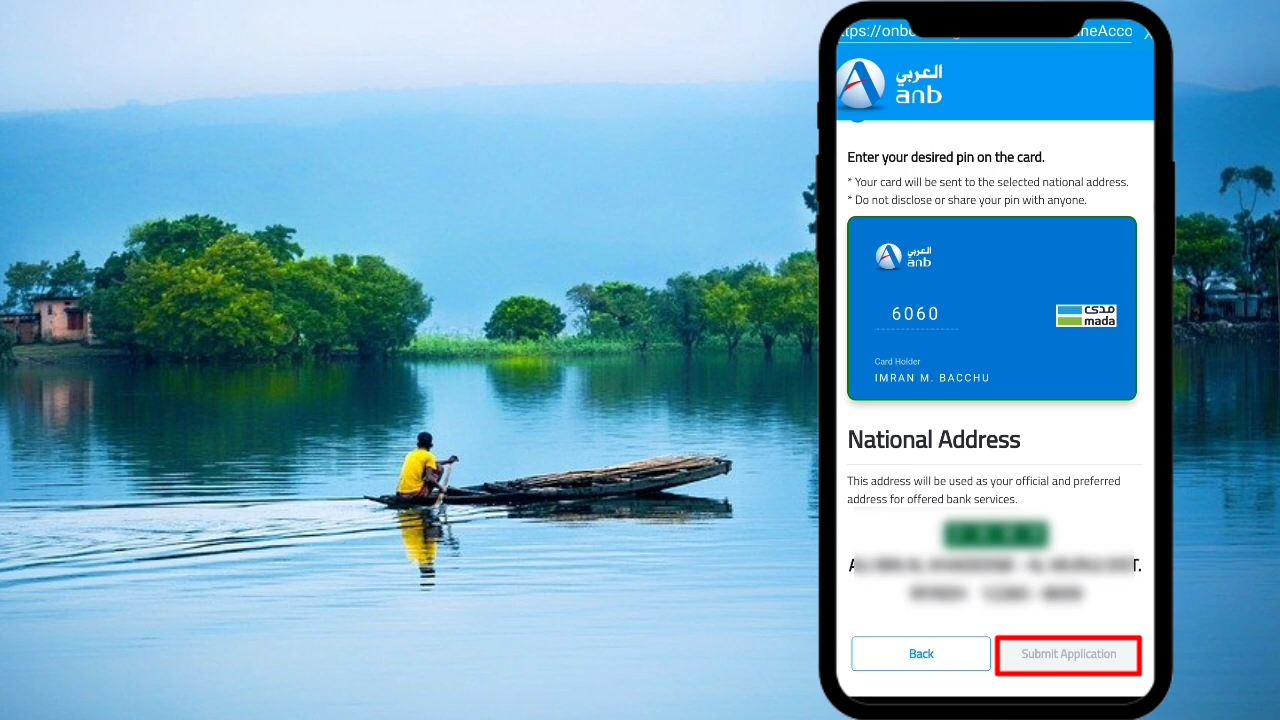 العربي
anb
Enter your desired pin on the card.
* Your card will be sent to the selected national address.
* Do not disclose or share your pin with anyone.
العربي
anb
6060
مدى
mada
Card Holder
IMRAN M. BACCHU
National Address
This address will be used as your official and preferred
address for offered bank services.
Back
Submit Application